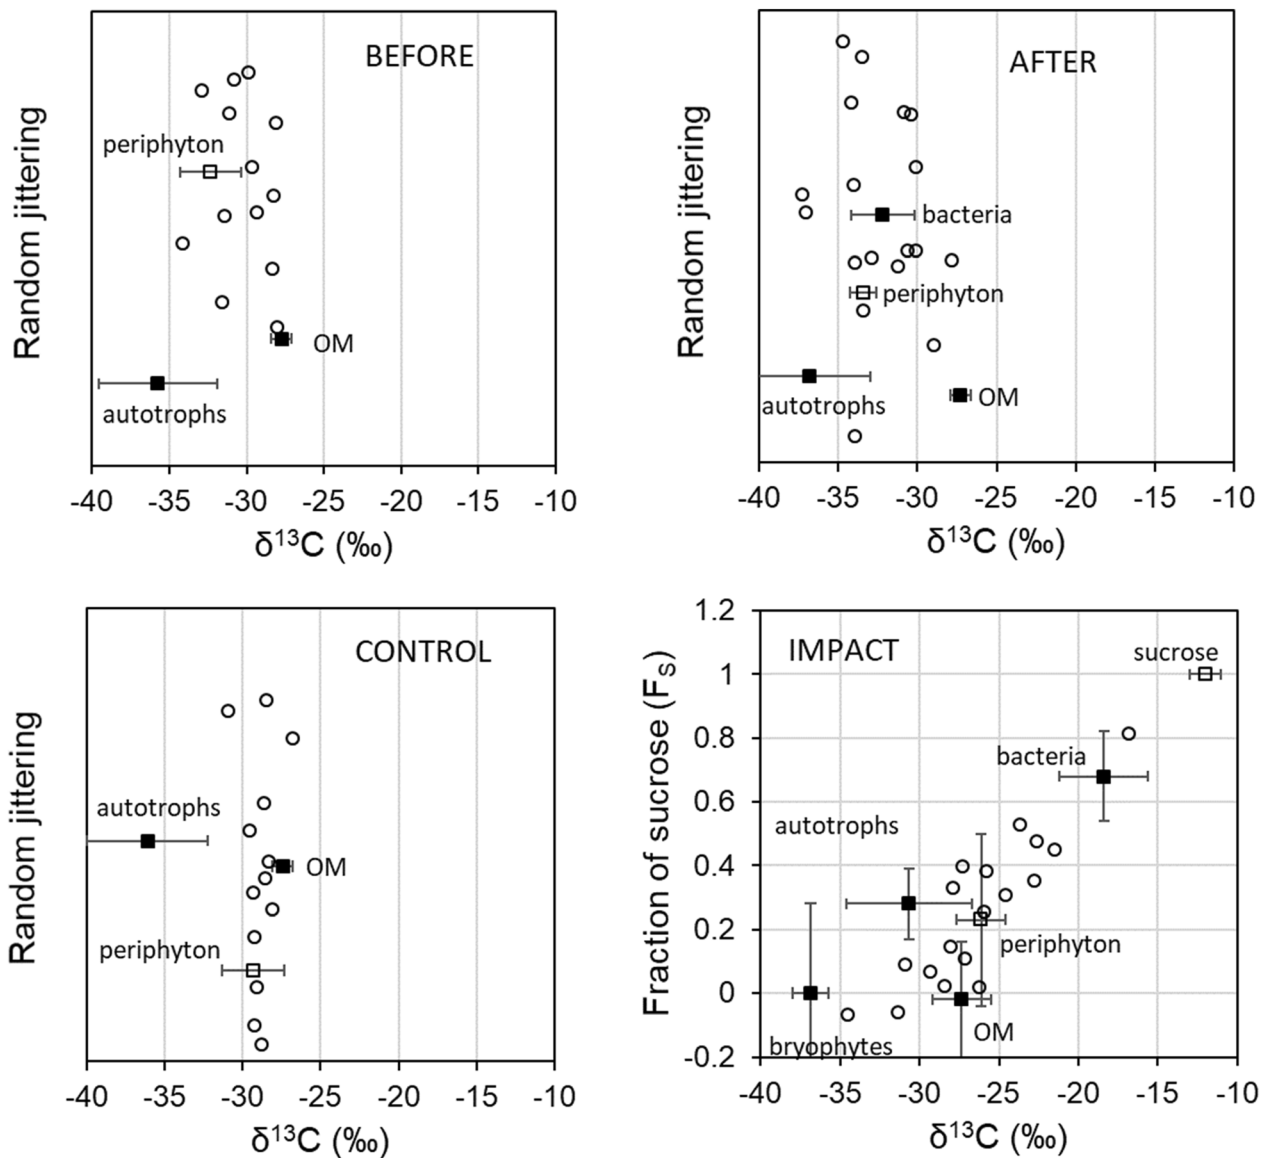 BEFORE
Random jittering
periphyton
OM
autotrophs
-40 -35 -30 -25 -20 -15 -10
δ¹³C (‰)
AFTER
Random jittering
bacteria
periphyton
autotrophs
OM
-40 -35 -30 -25 -20 -15 -10
δ¹³C (‰)
CONTROL
Random jittering
autotrophs
OM
periphyton
-40 -35 -30 -25 -20 -15 -10
δ¹³C (‰)
1.2
IMPACT
sucrose
1
Fraction of sucrose (F_S)
0.8
bacteria
0.6
autotrophs
0.4
0.2
periphyton
0
OM
bryophytes
-0.2
-40 -35 -30 -25 -20 -15 -10
δ¹³C (‰)